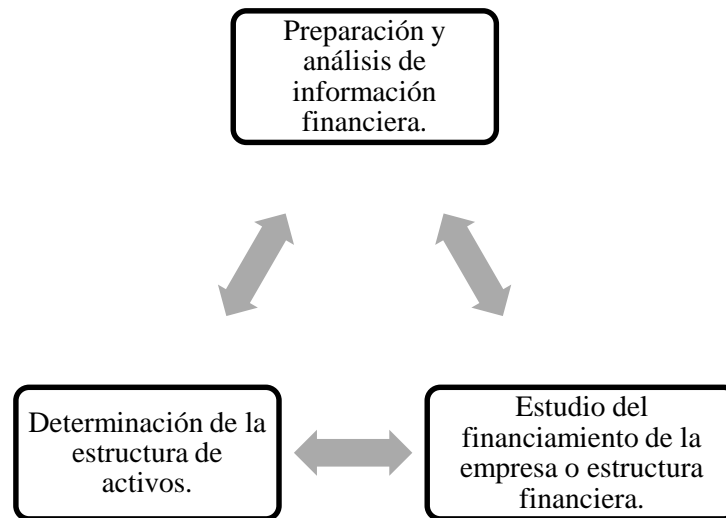 Preparación y
análisis de
información
financiera.
Determinación de la
estructura de
activos.
Estudio del
financiamiento de la
empresa o estructura
financiera.